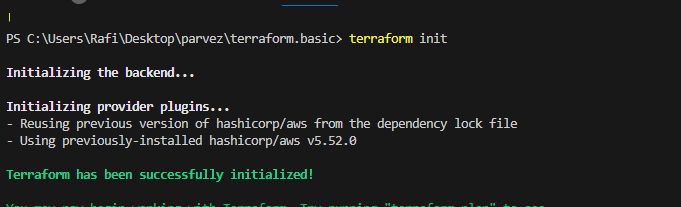 PS C:\Users\Rafi\Desktop\parvez\terraform.basic> terraform init
Initializing the backend...
Initializing provider plugins...
- Reusing previous version of hashicorp/aws from the dependency lock file
- Using previously-installed hashicorp/aws v5.52.0
Terraform has been successfully initialized!
You may now begin working with Terraform. Try running "terraform plan" to see